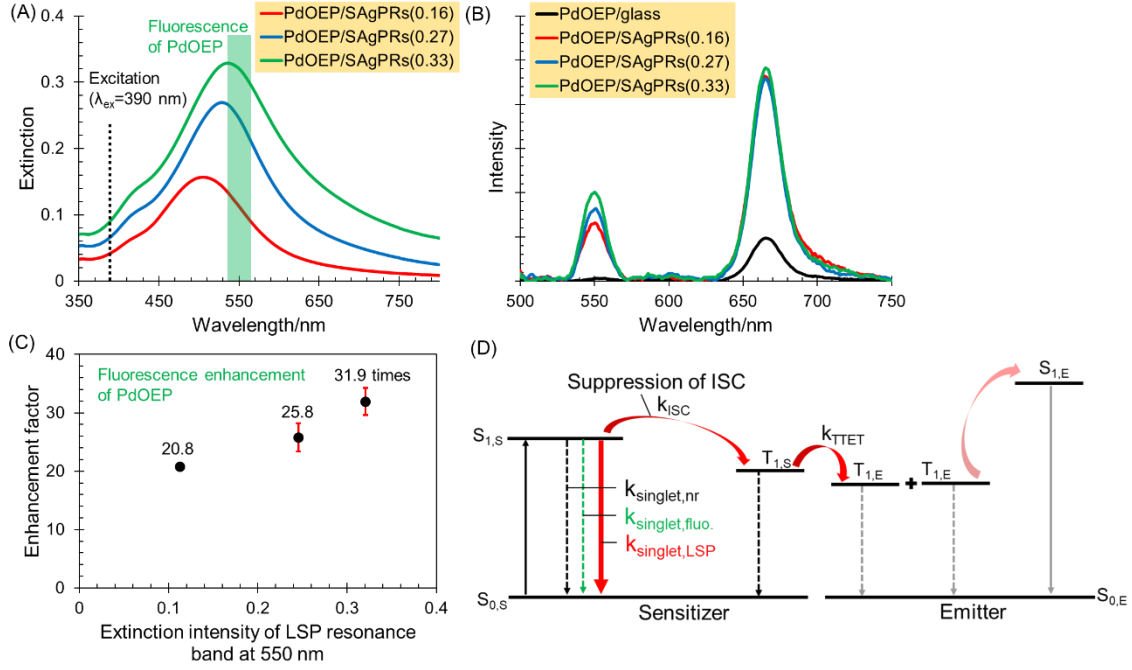 (A)
Fluorescence
of PdOEP
PdOEP/SAgPRs(0.16)
PdOEP/SAgPRs(0.27)
PdOEP/SAgPRs(0.33)
Excitation
(λex=390 nm)
Extinction
0.4
0.3
0.2
0.1
0
350 450 550 650 750
Wavelength/nm
(B)
PdOEP/glass
PdOEP/SAgPRs(0.16)
PdOEP/SAgPRs(0.27)
PdOEP/SAgPRs(0.33)
Intensity
500 550 600 650 700 750
Wavelength/nm
(C)
Fluorescence enhancement
of PdOEP
Enhancement factor
40
30
20
10
0
20.8
25.8
31.9 times
0 0.1 0.2 0.3 0.4
Extinction intensity of LSP resonance
band at 550 nm
(D)
Suppression of ISC
kISC
S1,S
T1,S
kTTET
T1,E
+
T1,E
S1,E
ksinglet,nr
ksinglet,fluo.
ksinglet,LSP
S0,S
S0,E
Sensitizer
Emitter